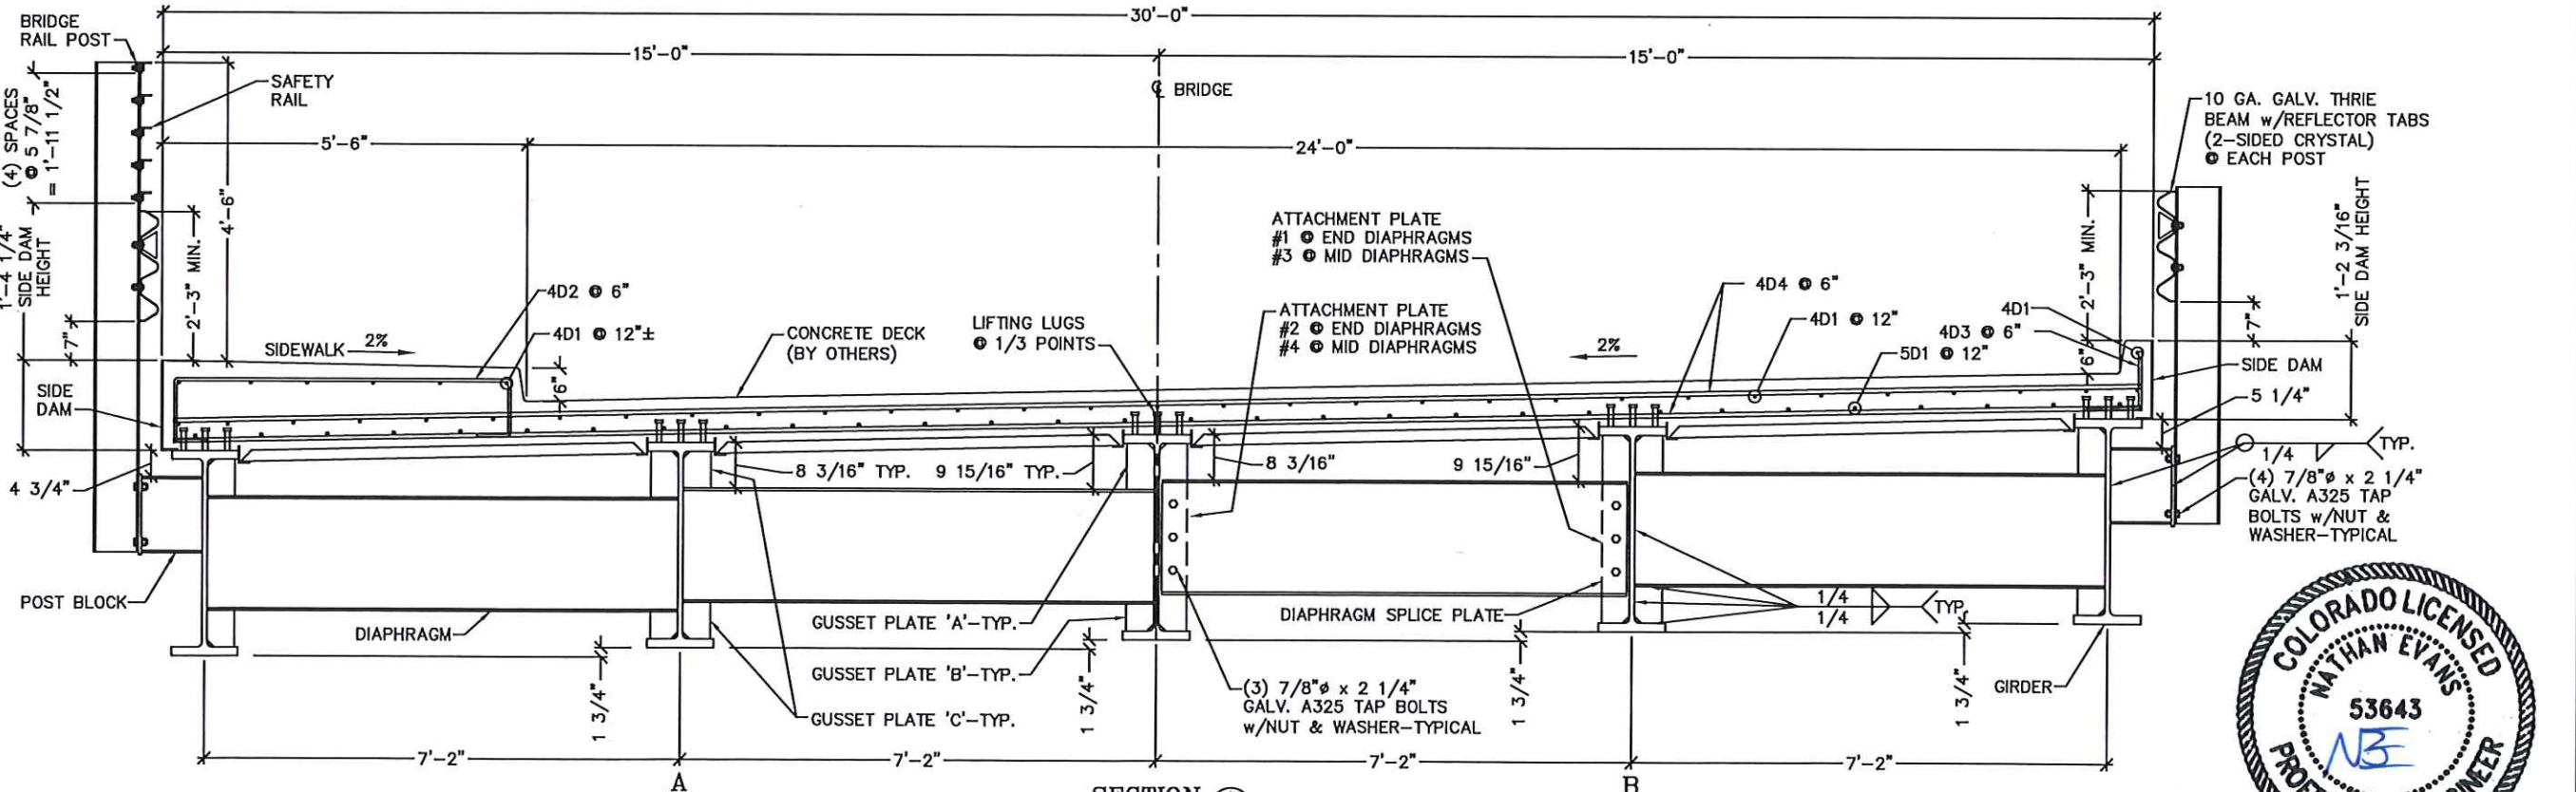 30'-0"
BRIDGE
RAIL POST
15'-0"
15'-0"
SAFETY
RAIL
℄ BRIDGE
(4) SPACES
@ 5 7/8"
= 1'-11 1/2"
10 GA. GALV. THRIE
BEAM w/REFLECTOR TABS
(2-SIDED CRYSTAL)
@ EACH POST
5'-6"
24'-0"
4'-6"
2'-3" MIN.
1'-4 1/4"
SIDE DAM
HEIGHT
7"
ATTACHMENT PLATE
#1 @ END DIAPHRAGMS
#3 @ MID DIAPHRAGMS
2'-3" MIN.
1'-2 3/16"
SIDE DAM HEIGHT
7"
4D2 @ 6"
4D1 @ 12"±
CONCRETE DECK
(BY OTHERS)
LIFTING LUGS
@ 1/3 POINTS
ATTACHMENT PLATE
#2 @ END DIAPHRAGMS
#4 @ MID DIAPHRAGMS
4D4 @ 6"
4D1 @ 12"
4D1
4D3 @ 6"
5D1 @ 12"
SIDEWALK 2%
2%
6"
6"
SIDE
DAM
SIDE DAM
5 1/4"
4 3/4"
8 3/16" TYP.
9 15/16" TYP.
8 3/16"
9 15/16"
1/4
TYP.
(4) 7/8"ø x 2 1/4"
GALV. A325 TAP
BOLTS w/NUT &
WASHER-TYPICAL
POST BLOCK
DIAPHRAGM
GUSSET PLATE 'A'-TYP.
GUSSET PLATE 'B'-TYP.
GUSSET PLATE 'C'-TYP.
DIAPHRAGM SPLICE PLATE
1/4
1/4
TYP.
(3) 7/8"ø x 2 1/4"
GALV. A325 TAP BOLTS
w/NUT & WASHER-TYPICAL
GIRDER
1 3/4"
1 3/4"
1 3/4"
1 3/4"
7'-2"
7'-2"
7'-2"
7'-2"
A
B
SECTION
COLORADO LICENSED
NATHAN EVANS
53643